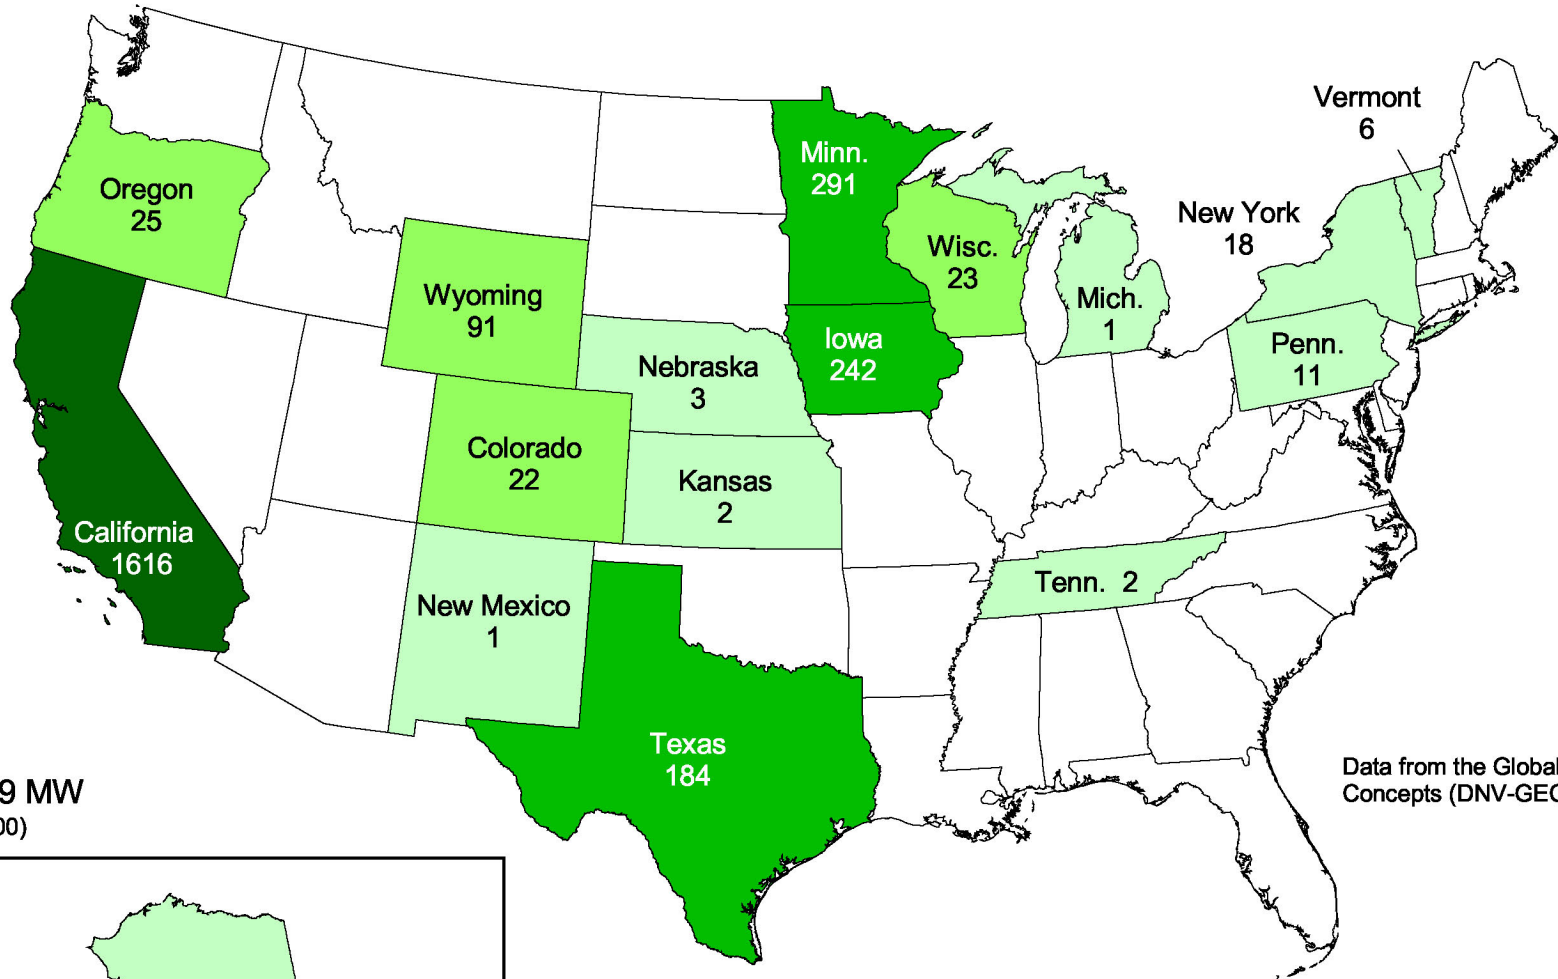 Vermont
6
Minn.
291
Oregon
25
New York
18
Wisc.
23
Wyoming
91
Mich.
1
Iowa
242
Penn.
11
Nebraska
3
Colorado
22
Kansas
2
California
1616
Tenn. 2
New Mexico
1
Texas
184
9 MW
00)
Data from the Global
Concepts (DNV-GEC